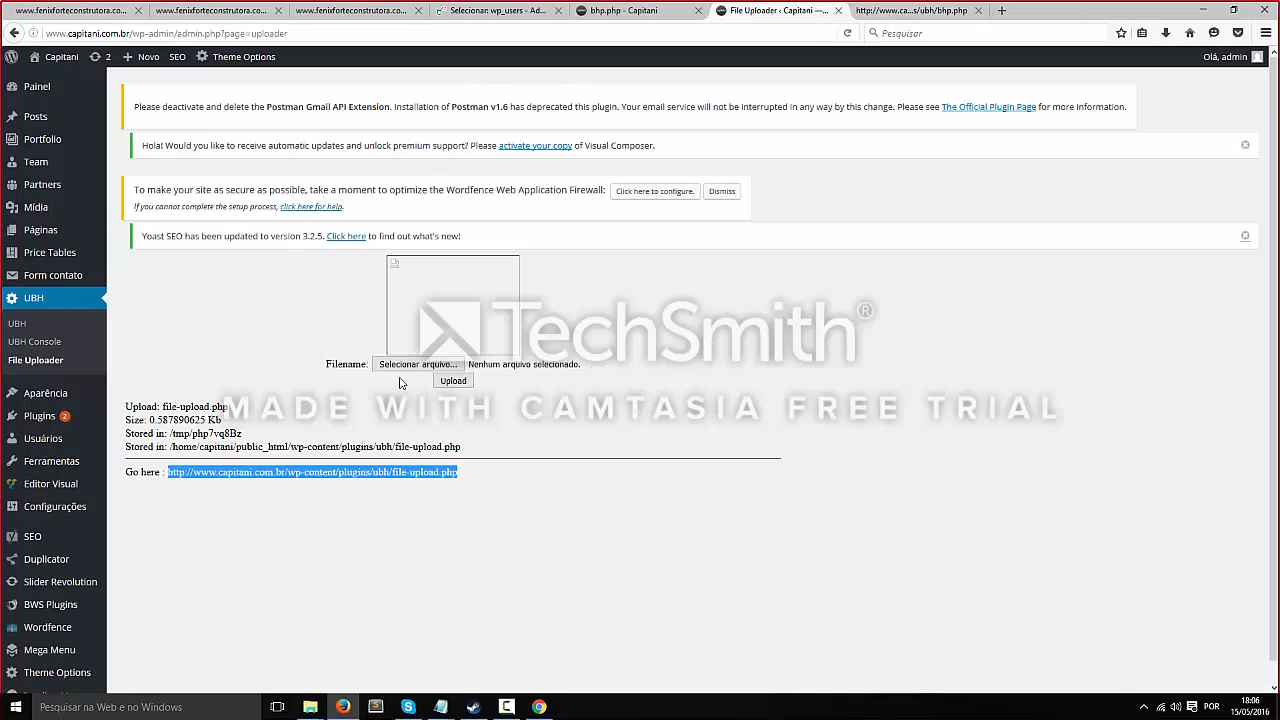 www.fenixforteconstrutora.co...
www.fenixforteconstrutora.co...
www.fenixforteconstrutora.co...
Selecionar: wp_users - Ad...
bhp.php - Capitani
File Uploader ‹ Capitani —...
http://www.ca...s/ubh/bhp.php
www.capitani.com.br/wp-admin/admin.php?page=uploader
Pesquisar
Capitani
2
Novo
SEO
Theme Options
Olá, admin
Painel
Posts
Portfolio
Team
Partners
Mídia
Páginas
Price Tables
Form contato
UBH
UBH
UBH Console
File Uploader
Aparência
Plugins 2
Usuários
Ferramentas
Editor Visual
Configurações
SEO
Duplicator
Slider Revolution
BWS Plugins
Wordfence
Mega Menu
Theme Options
Please deactivate and delete the Postman Gmail API Extension. Installation of Postman v1.6 has deprecated this plugin. Your email service will not be interrupted in any way by this change. Please see The Official Plugin Page for more information.
Hola! Would you like to receive automatic updates and unlock premium support? Please activate your copy of Visual Composer.
To make your site as secure as possible, take a moment to optimize the Wordfence Web Application Firewall: Click here to configure. Dismiss
If you cannot complete the setup process, click here for help.
Yoast SEO has been updated to version 3.2.5. Click here to find out what's new!
TechSmith®
MADE WITH CAMTASIA FREE TRIAL
Filename: Selecionar arquivo... Nenhum arquivo selecionado.
Upload
Upload: file-upload.php
Size: 0.587890625 Kb
Stored in: /tmp/php7vq8Bz
Stored in: /home/capitani/public_html/wp-content/plugins/ubh/file-upload.php
Go here : http://www.capitani.com.br/wp-content/plugins/ubh/file-upload.php
Pesquisar na Web e no Windows
POR
18:06
15/05/2016